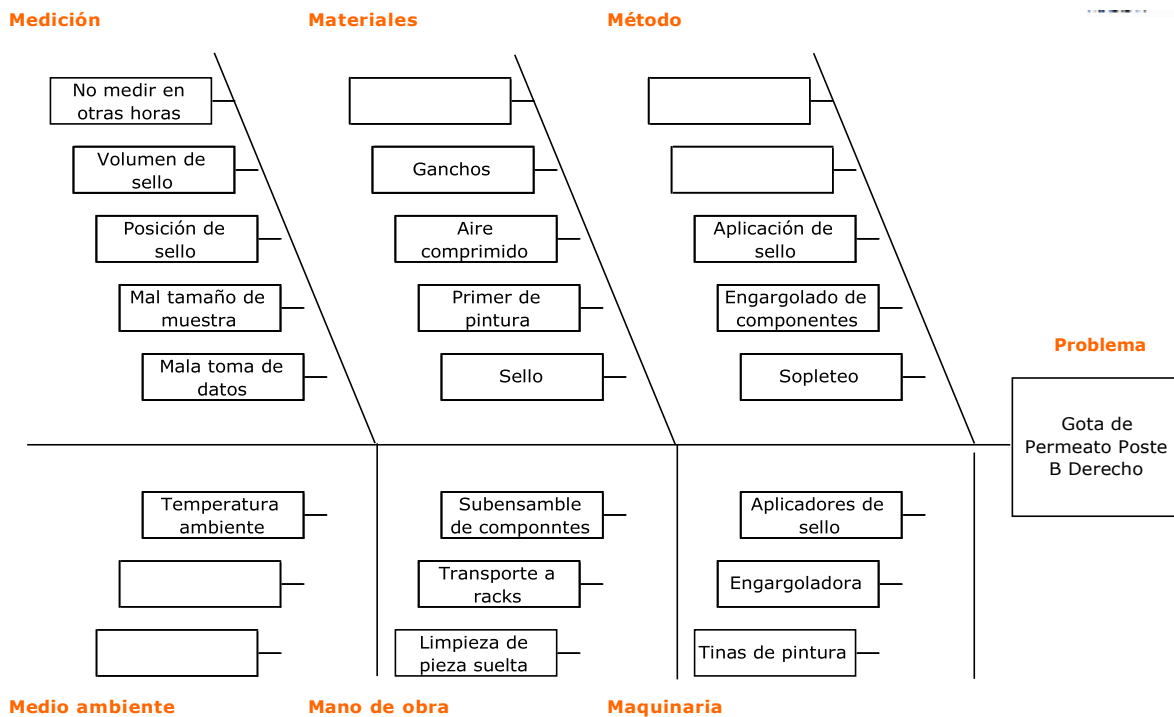 Medición
Materiales
Método
No medir en
otras horas
Volumen de
sello
Posición de
sello
Mal tamaño de
muestra
Mala toma de
datos
Ganchos
Aire
comprimido
Primer de
pintura
Sello
Aplicación de
sello
Engargolado de
componentes
Sopleteo
Problema
Gota de
Permeato Poste
B Derecho
Temperatura
ambiente
Subensamble
de componntes
Transporte a
racks
Limpieza de
pieza suelta
Aplicadores de
sello
Engargoladora
Tinas de pintura
Medio ambiente
Mano de obra
Maquinaria